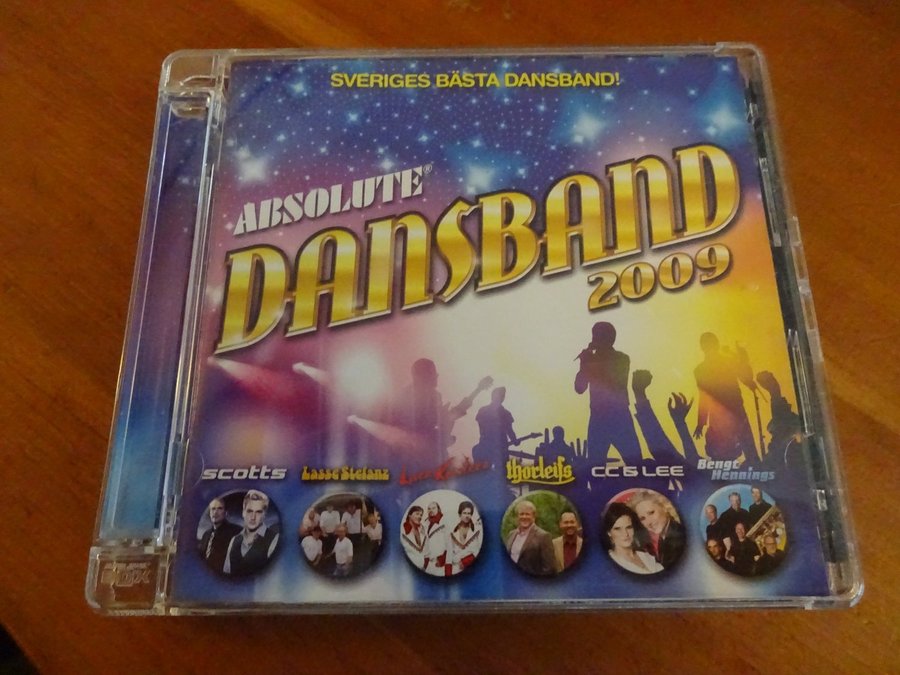 SVERIGES BÄSTA DANSBAND!
ABSOLUTE®
DANSBAND
2009
scotts
Lasse Stefanz
thorleifs
CC & LEE
Bengt Hennings